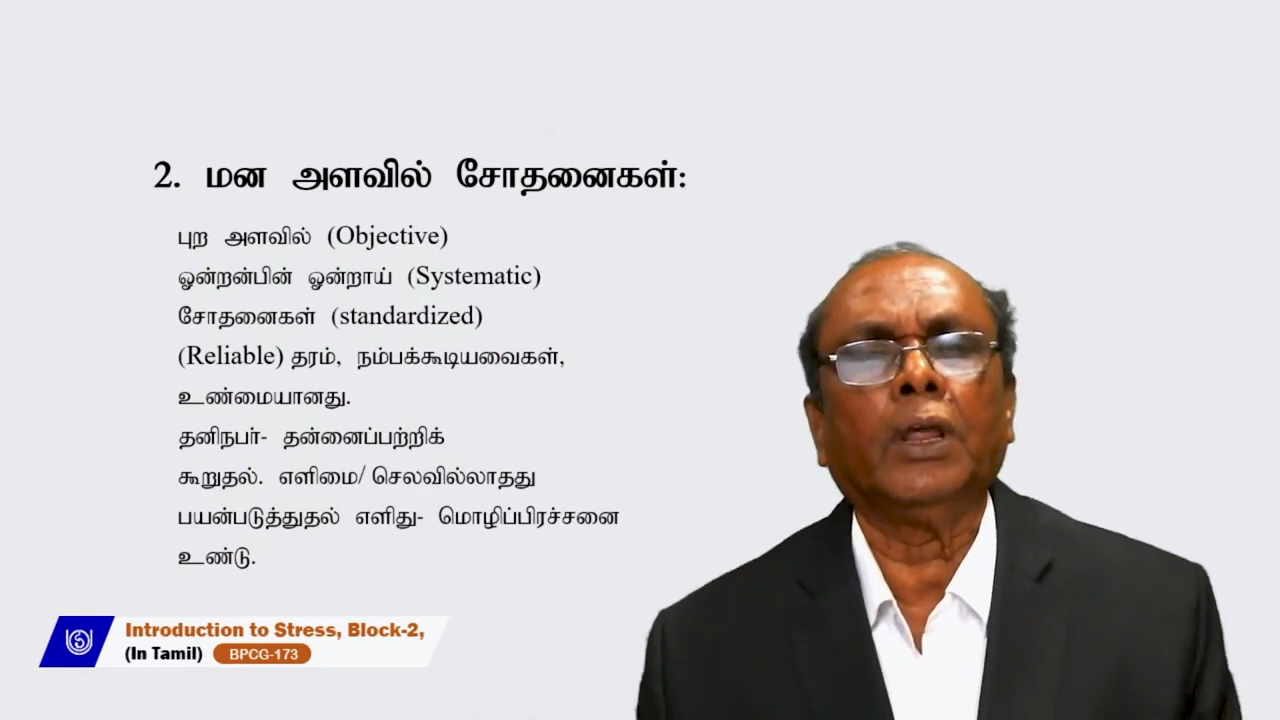 2. மன அளவில் சோதனைகள்:
புற அளவில் (Objective)
ஓன்றன்பின் ஓன்றாய் (Systematic)
சோதனைகள் (standardized)
(Reliable) தரம், நம்பக்கூடியவைகள்,
உண்மையானது.
தனிநபர்- தன்னைப்பற்றிக்
கூறுதல். எளிமை/ செலவில்லாதது
பயன்படுத்துதல் எளிது- மொழிப்பிரச்சனை
உண்டு.
Introduction to Stress, Block-2,
(In Tamil) BPCG-173